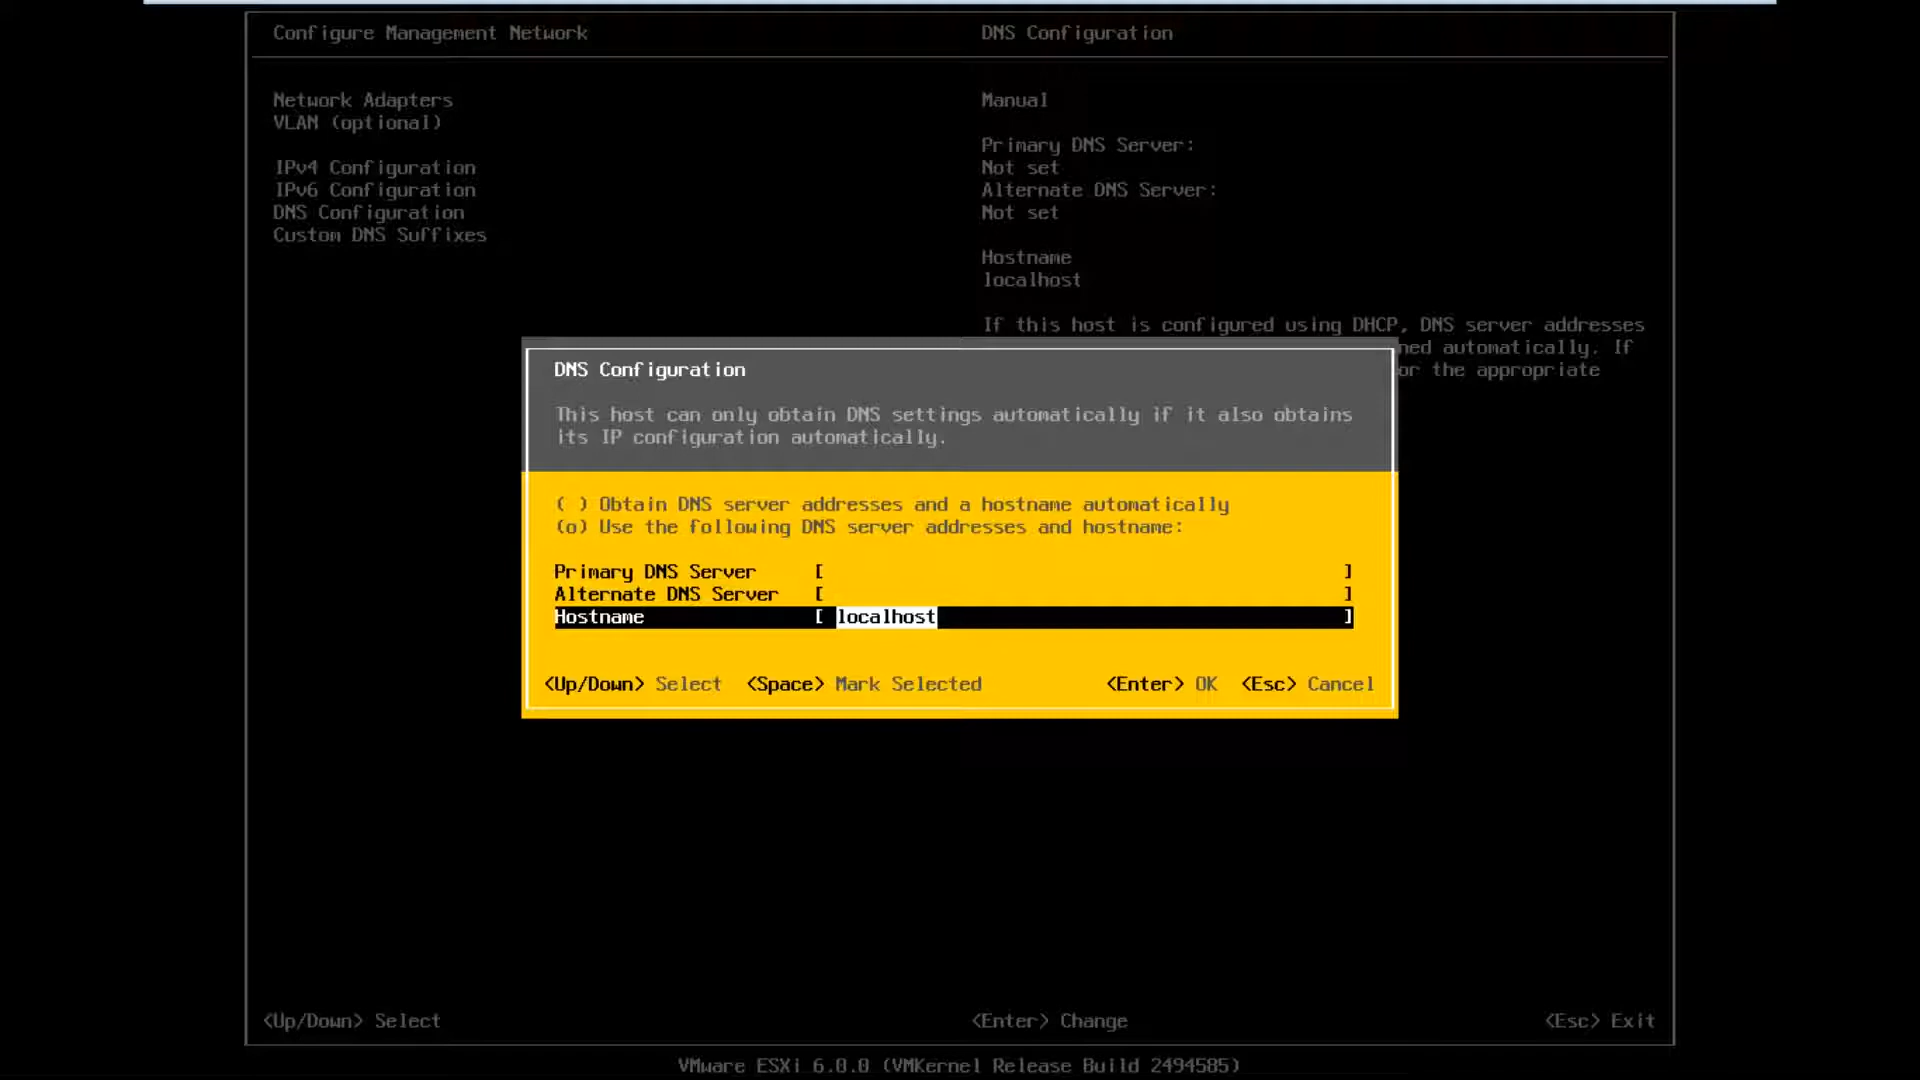 Configure Management Network
DNS Configuration
Network Adapters
VLAN (optional)
IPv4 Configuration
IPv6 Configuration
DNS Configuration
Custom DNS Suffixes
Manual
Primary DNS Server:
Not set
Alternate DNS Server:
Not set
Hostname
localhost
If this host is configured using DHCP, DNS server addresses
ned automatically. If
or the appropriate
DNS Configuration
This host can only obtain DNS settings automatically if it also obtains
its IP configuration automatically.
( ) Obtain DNS server addresses and a hostname automatically
(o) Use the following DNS server addresses and hostname:
Primary DNS Server [ ]
Alternate DNS Server [ ]
Hostname [ localhost ]
<Up/Down> Select <Space> Mark Selected <Enter> OK <Esc> Cancel
<Up/Down> Select <Enter> Change <Esc> Exit
VMware ESXi 6.0.0 (VMKernel Release Build 2494585)